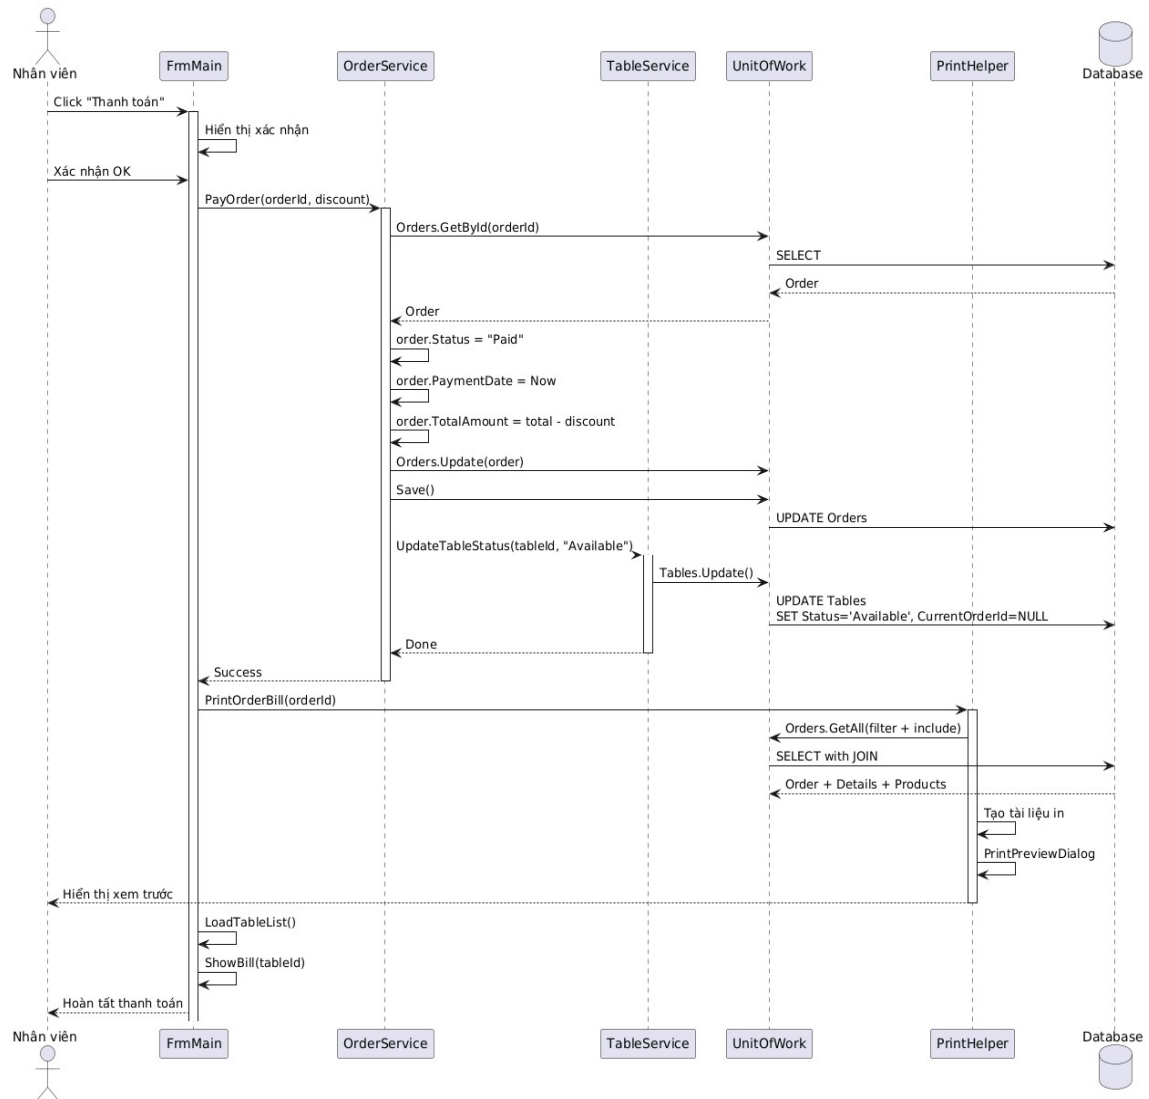 Nhân viên
FrmMain
OrderService
TableService
UnitOfWork
PrintHelper
Database
Click "Thanh toán"
Hiển thị xác nhận
Xác nhận OK
PayOrder(orderId, discount)
Orders.GetById(orderId)
SELECT
Order
Order
order.Status = "Paid"
order.PaymentDate = Now
order.TotalAmount = total - discount
Orders.Update(order)
Save()
UPDATE Orders
UpdateTableStatus(tableId, "Available")
Tables.Update()
UPDATE Tables
SET Status='Available', CurrentOrderId=NULL
Done
Success
PrintOrderBill(orderId)
Orders.GetAll(filter + include)
SELECT with JOIN
Order + Details + Products
Tạo tài liệu in
PrintPreviewDialog
Hiển thị xem trước
LoadTableList()
ShowBill(tableId)
Hoàn tất thanh toán
Nhân viên
FrmMain
OrderService
TableService
UnitOfWork
PrintHelper
Database